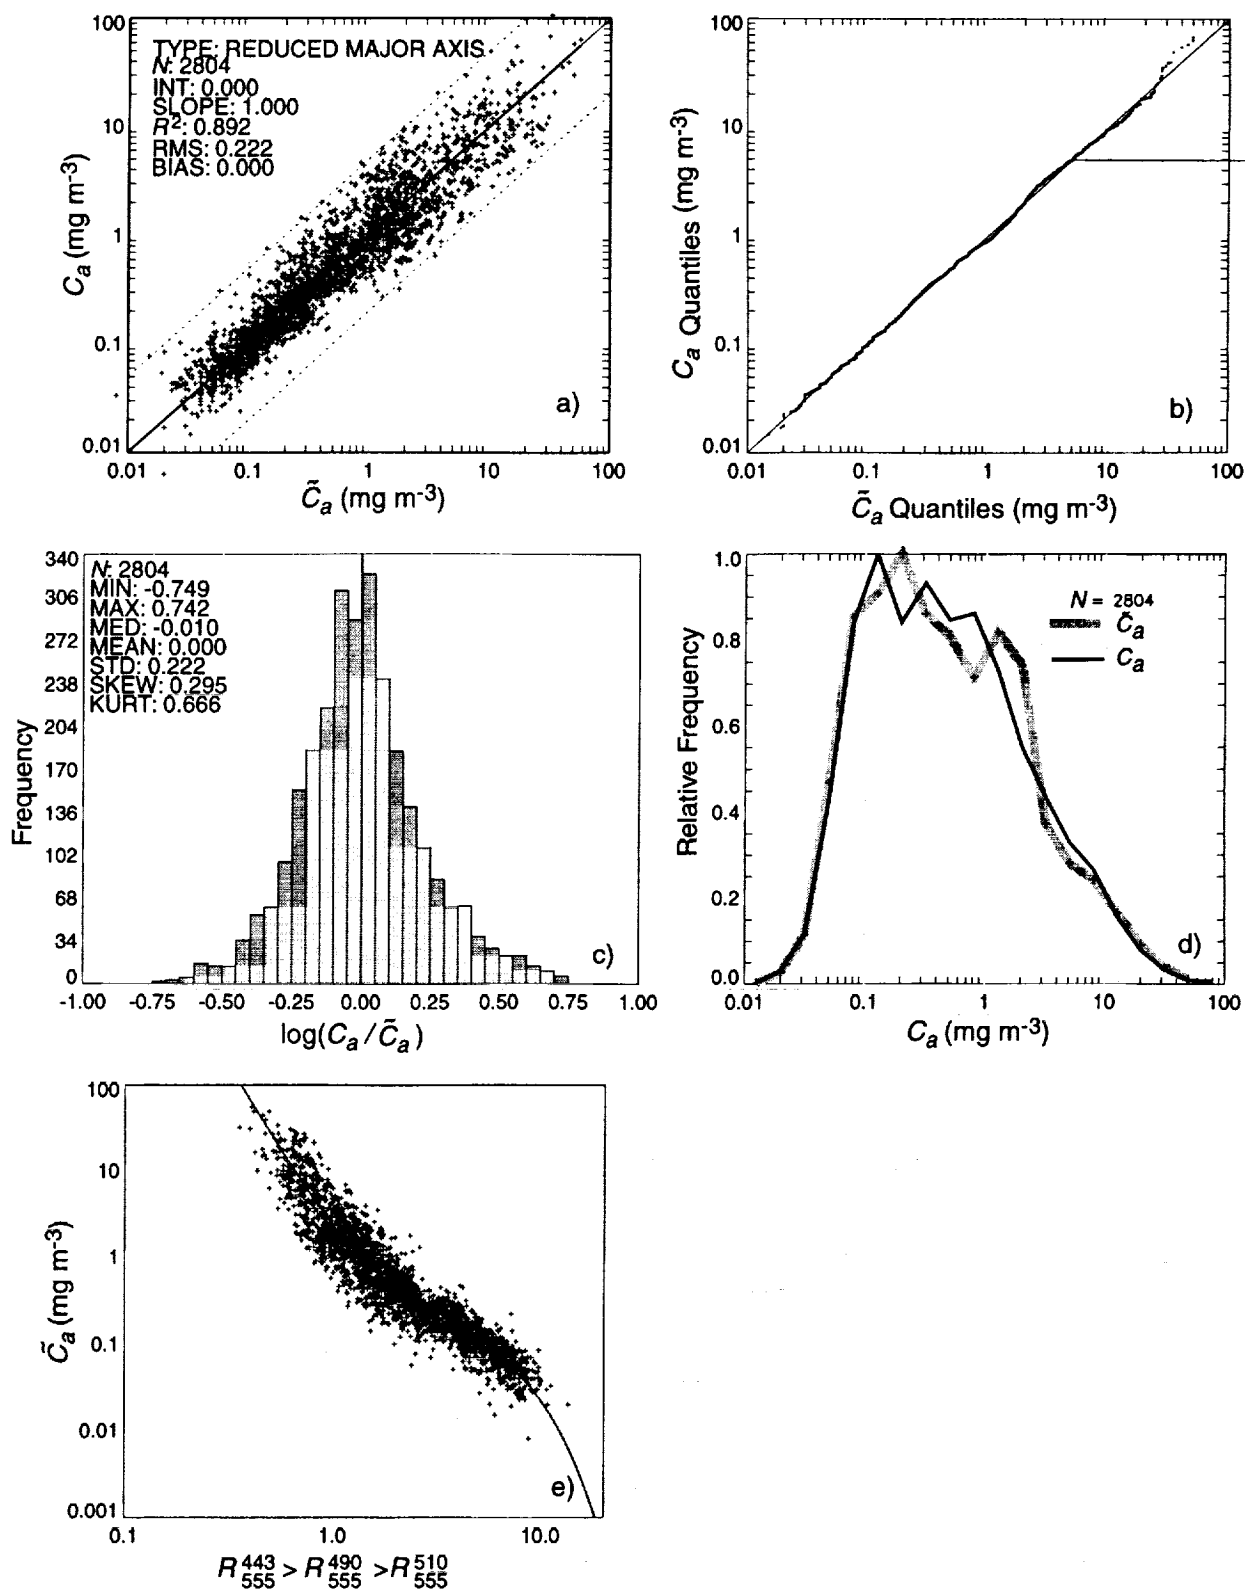 100
10
1
0.1
0.01
C_a (mg m-3)
TYPE: REDUCED MAJOR AXIS
N: 2804
INT: 0.000
SLOPE: 1.000
R2: 0.892
RMS: 0.222
BIAS: 0.000
a)
0.01 0.1 1 10 100
C̃_a (mg m-3)
100
10
1
0.1
0.01
C_a Quantiles (mg m-3)
b)
0.01 0.1 1 10 100
C̃_a Quantiles (mg m-3)
340
306
272
238
204
170
136
102
68
34
0
Frequency
N: 2804
MIN: -0.749
MAX: 0.742
MED: -0.010
MEAN: 0.000
STD: 0.222
SKEW: 0.295
KURT: 0.666
c)
-1.00 -0.75 -0.50 -0.25 0.00 0.25 0.50 0.75 1.00
log(C_a / C̃_a)
1.0
0.8
0.6
0.4
0.2
0.0
Relative Frequency
N = 2804
C̃_a
C_a
d)
0.01 0.1 1 10 100
C_a (mg m-3)
100
10
1
0.1
0.01
0.001
C̃_a (mg m-3)
e)
0.1 1.0 10.0
R 443 555 > R 490 555 > R 510 555